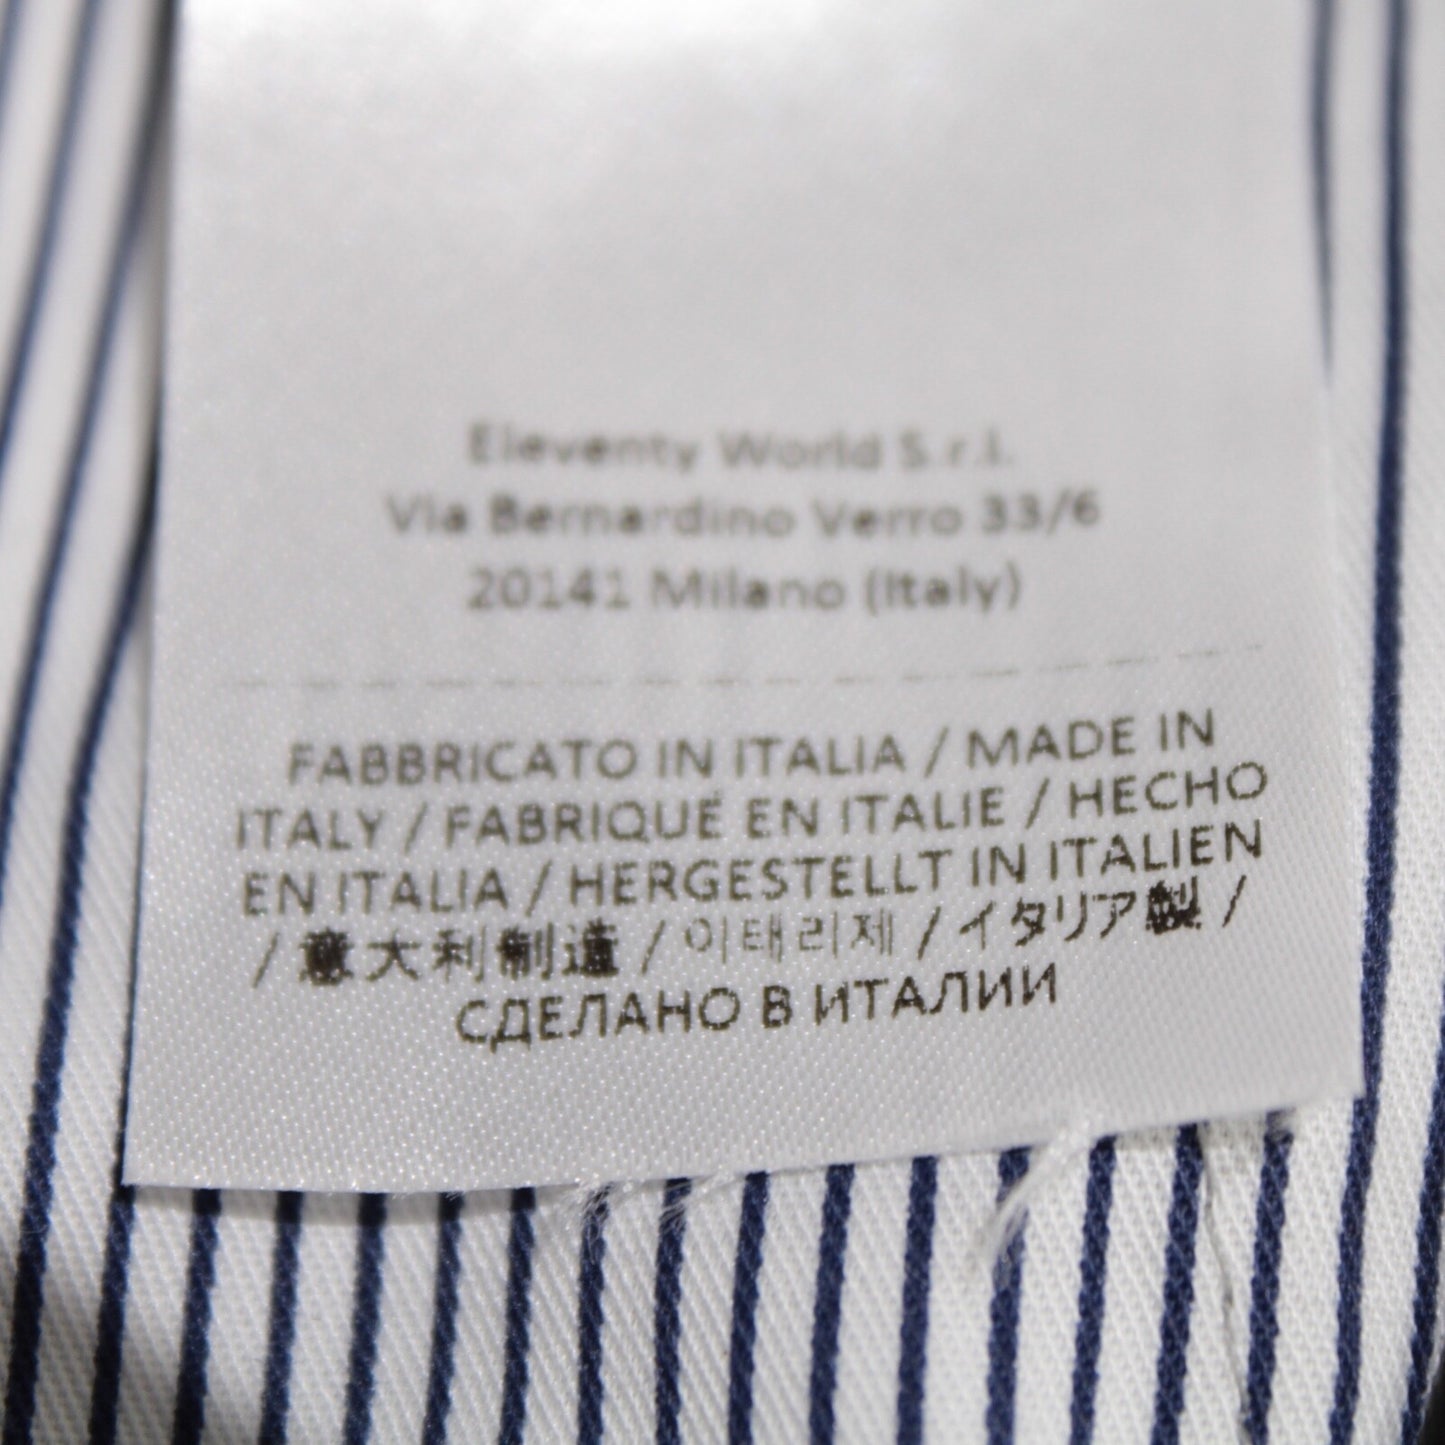 Eleventy World S.r.l.
Via Bernardino Verro 33/6
20141 Milano (Italy)
FABBRICATO IN ITALIA / MADE IN
ITALY / FABRIQUÉ EN ITALIE / HECHO
EN ITALIA / HERGESTELLT IN ITALIEN
/ 意大利制造 / 이태리제 / イタリア製 /
СДЕЛАНО В ИТАЛИИ